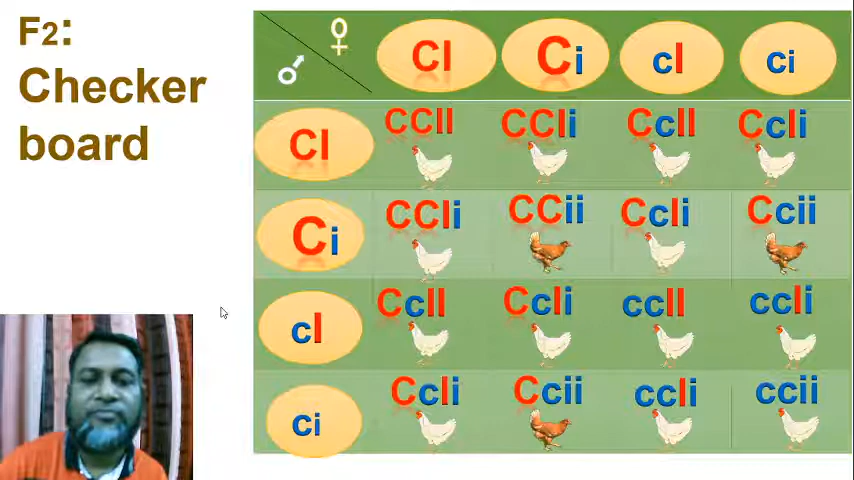 F2:
Checker
board
♀
♂
CI Ci cI ci
CI CCII CCIi CcII CcIi
Ci CCIi CCii CcIi Ccii
cI CcII CcIi ccII ccIi
ci CcIi Ccii ccIi ccii